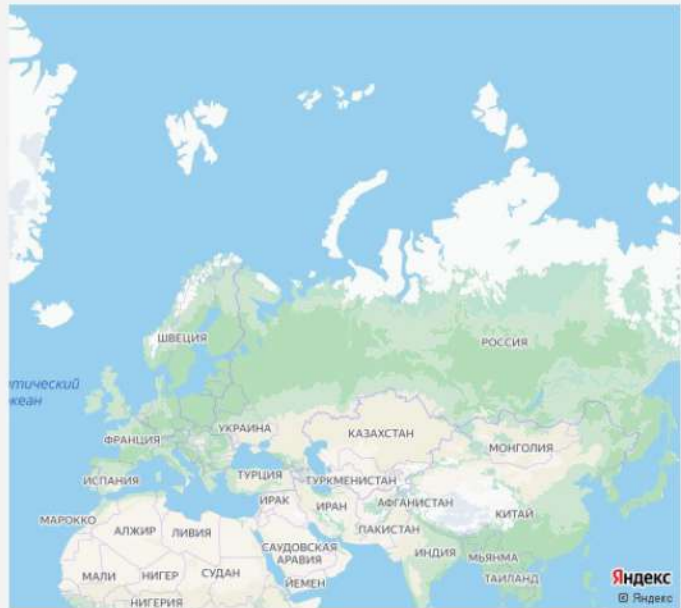 ШВЕЦИЯ
РОССИЯ
тический
кеан
УКРАИНА
КАЗАХСТАН
ФРАНЦИЯ
МОНГОЛИЯ
ИСПАНИЯ
ТУРЦИЯ
ТУРКМЕНИСТАН
ИРАК
ИРАН
АФГАНИСТАН
КИТАЙ
МАРОККО
АЛЖИР
ЛИВИЯ
ПАКИСТАН
САУДОВСКАЯ
АРАВИЯ
ИНДИЯ
МЬЯНМА
МАЛИ
НИГЕР
СУДАН
ЙЕМЕН
ТАИЛАНД
Яндекс
НИГЕРИЯ
Яндекс